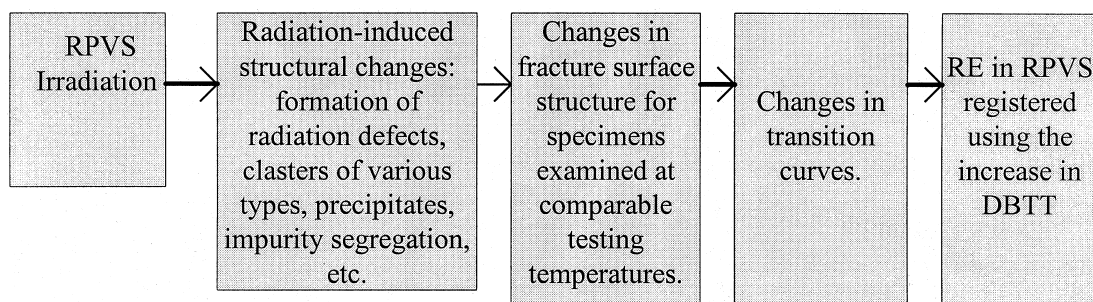 RPVS
Irradiation
Radiation-induced
structural changes:
formation of
radiation defects,
clasters of various
types, precipitates,
impurity segregation,
etc.
Changes in
fracture surface
structure for
specimens
examined at
comparable
testing
temperatures.
Changes in
transition
curves.
RE in RPVS
registered
using the
increase in
DBTT